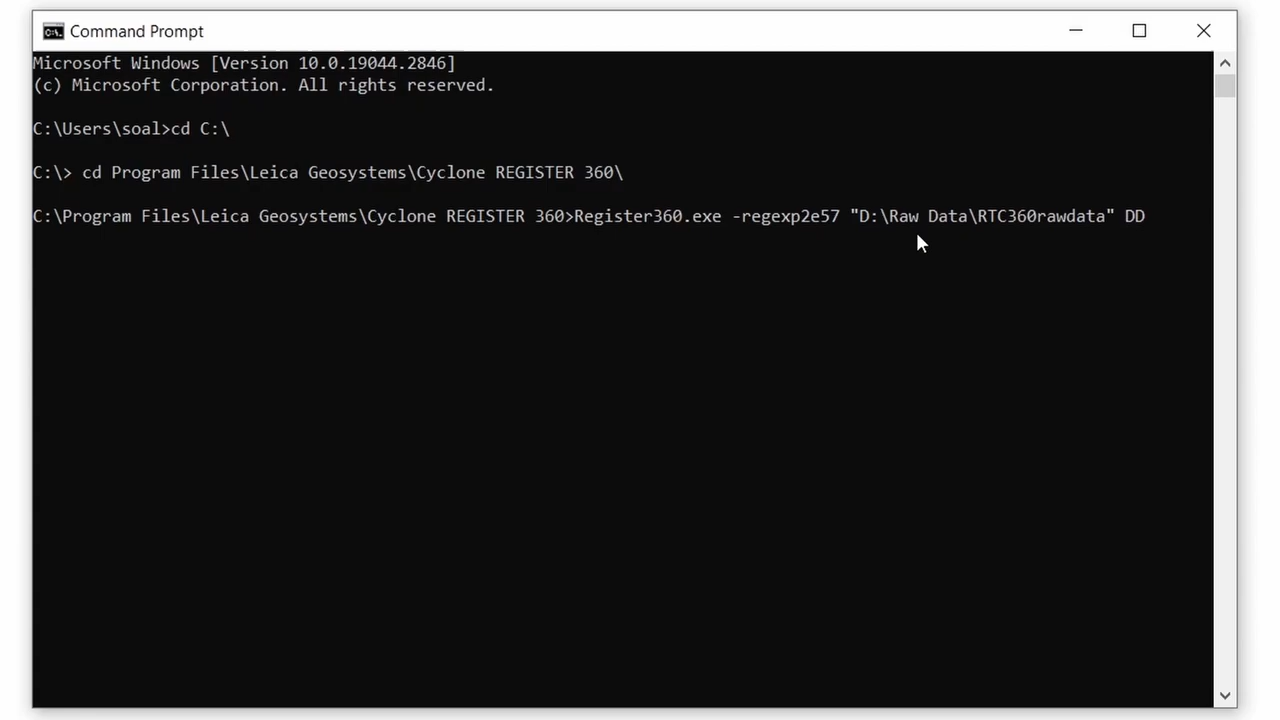 Command Prompt
Microsoft Windows [Version 10.0.19044.2846]
(c) Microsoft Corporation. All rights reserved.
C:\Users\soal>cd C:\
C:\> cd Program Files\Leica Geosystems\Cyclone REGISTER 360\
C:\Program Files\Leica Geosystems\Cyclone REGISTER 360>Register360.exe -regexp2e57 "D:\Raw Data\RTC360rawdata" DD